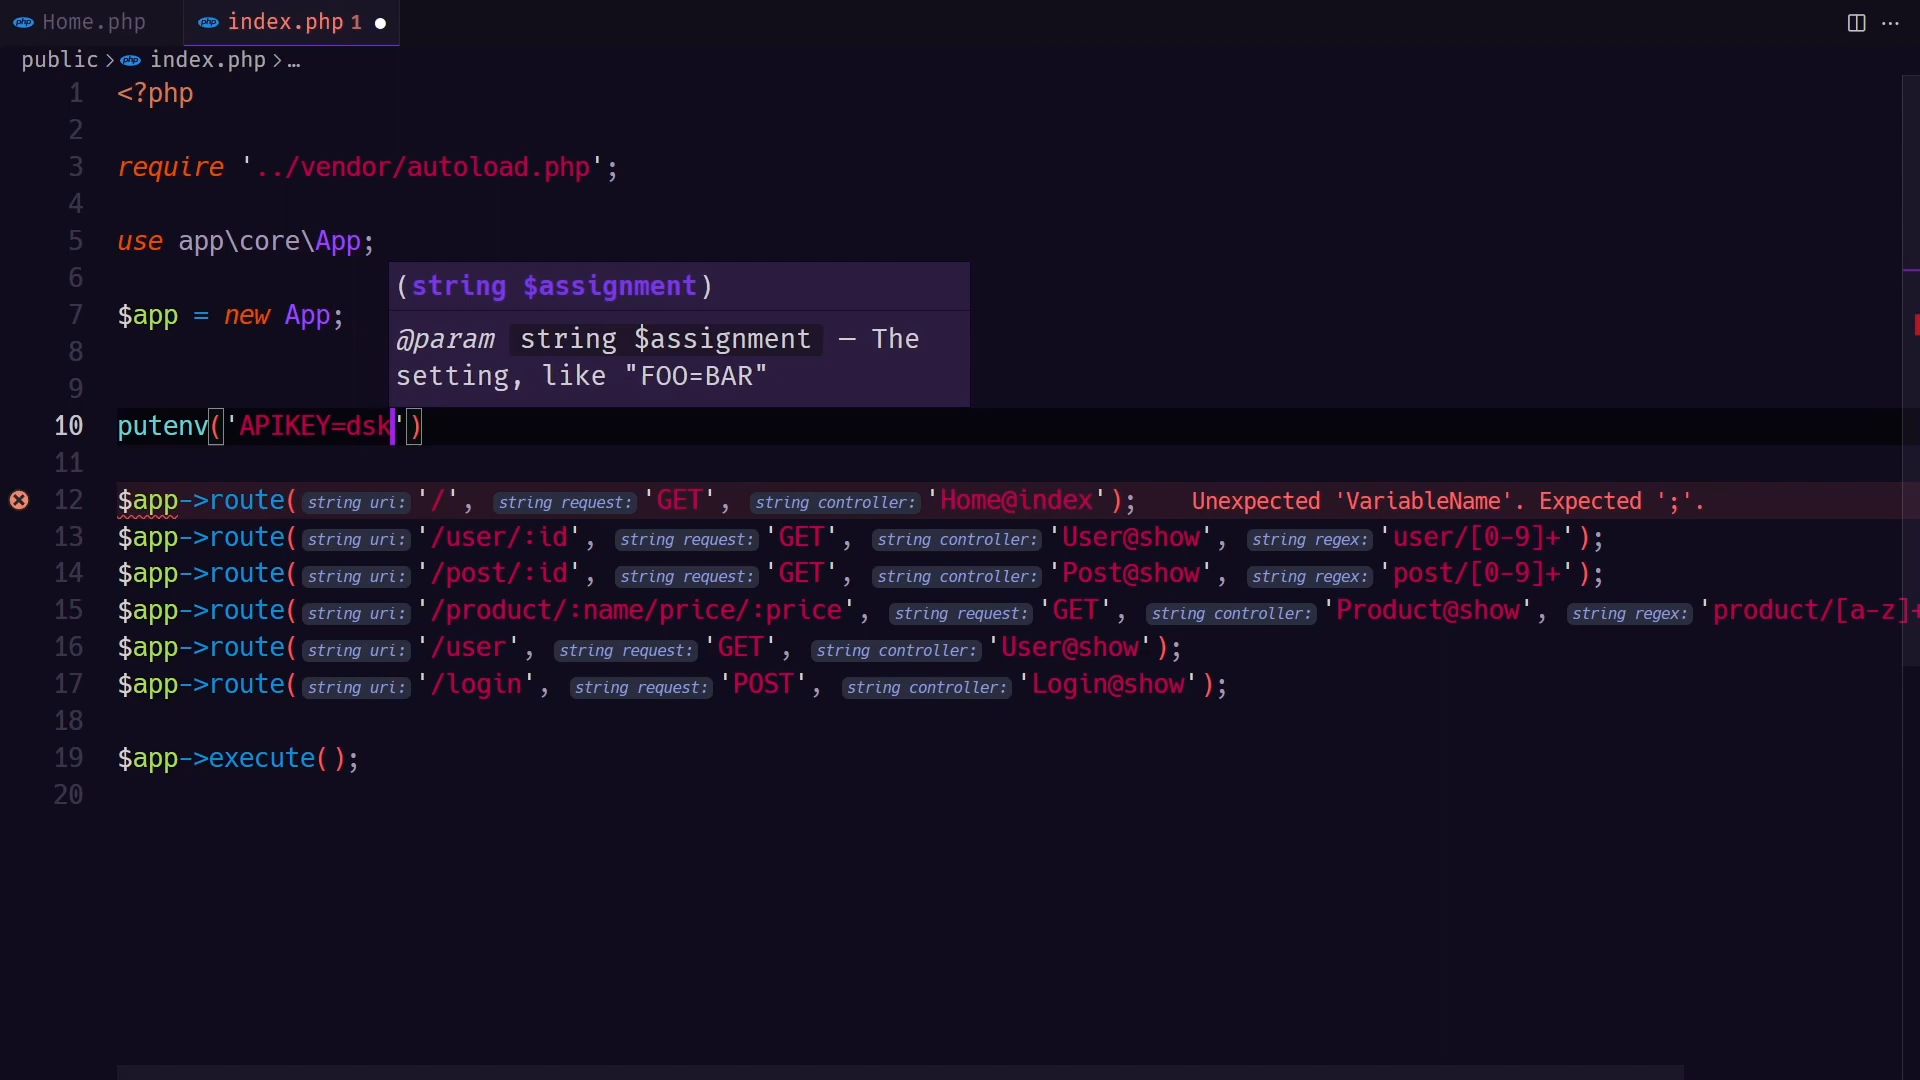 Home.php index.php 1
public > index.php > …
1 <?php
2
3 require '../vendor/autoload.php';
4
5 use app\core\App;
6
(string $assignment)
7 $app = new App;
@param string $assignment — The
8
setting, like "FOO=BAR"
9
10 putenv('APIKEY=dsk')
11
12 $app->route(string uri: '/', string request: 'GET', string controller: 'Home@index'); Unexpected 'VariableName'. Expected ';'.
13 $app->route(string uri: '/user/:id', string request: 'GET', string controller: 'User@show', string regex: 'user/[0-9]+');
14 $app->route(string uri: '/post/:id', string request: 'GET', string controller: 'Post@show', string regex: 'post/[0-9]+');
15 $app->route(string uri: '/product/:name/price/:price', string request: 'GET', string controller: 'Product@show', string regex: 'product/[a-z]+
16 $app->route(string uri: '/user', string request: 'GET', string controller: 'User@show');
17 $app->route(string uri: '/login', string request: 'POST', string controller: 'Login@show');
18
19 $app->execute();
20